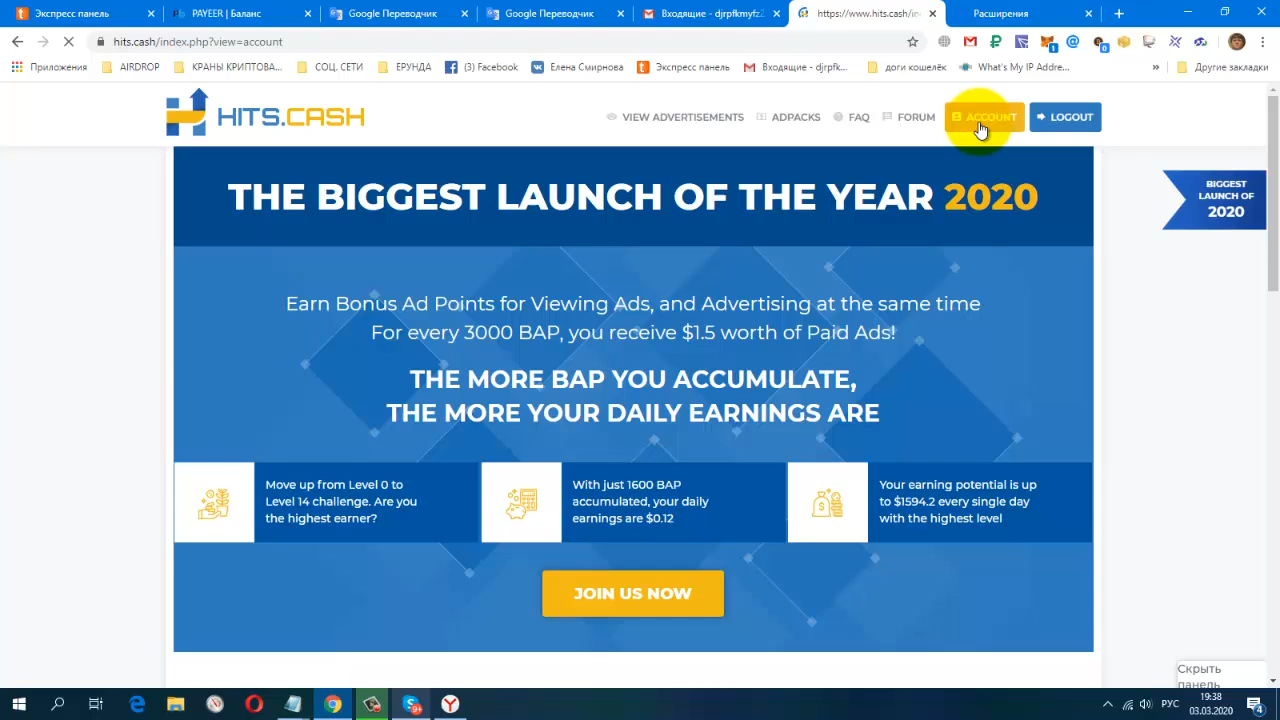 Экспресс панель
PAYEER | Баланс
Google Переводчик
Google Переводчик
Входящие - djrpfkmyfz.
https://www.hits.cash/in
Расширения
hits.cash/index.php?view=account
1
0
Приложения
AIRDROP
КРАНЫ КРИПТОВА...
СОЦ. СЕТИ
ЕРУНДА
(3) Facebook
Елена Смирнова
Экспресс панель
Входящие - djrpfk...
доги кошелёк
What's My IP Addre...
»
Другие закладки
HITS.CASH
VIEW ADVERTISEMENTS
ADPACKS
FAQ
FORUM
ACCOUNT
LOGOUT
THE BIGGEST LAUNCH OF THE YEAR 2020
BIGGEST
LAUNCH OF
2020
Earn Bonus Ad Points for Viewing Ads, and Advertising at the same time
For every 3000 BAP, you receive $1.5 worth of Paid Ads!
THE MORE BAP YOU ACCUMULATE,
THE MORE YOUR DAILY EARNINGS ARE
Move up from Level 0 to
Level 14 challenge. Are you
the highest earner?
With just 1600 BAP
accumulated, your daily
earnings are $0.12
Your earning potential is up
to $1594.2 every single day
with the highest level
JOIN US NOW
Скрыть
панель
9+
РУС
19:38
03.03.2020
4